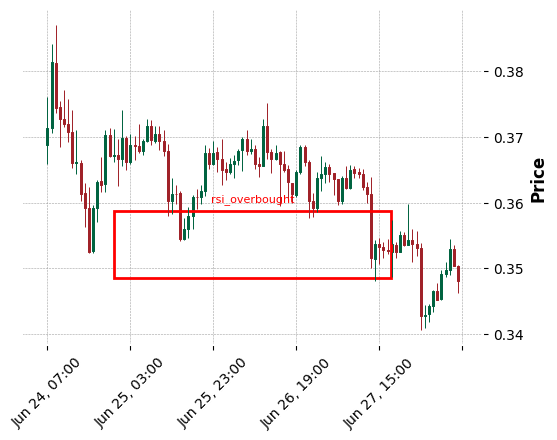 0.38
0.37
rsi_overbought
0.36
0.35
0.34
Price
Jun 24, 07:00
Jun 25, 03:00
Jun 25, 23:00
Jun 26, 19:00
Jun 27, 15:00